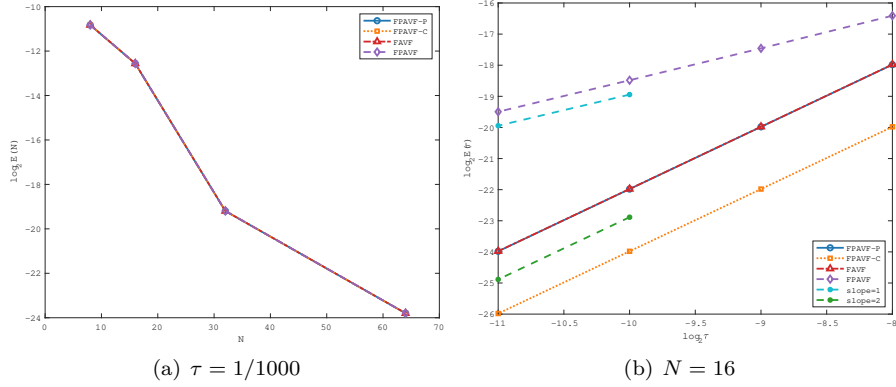 -10
-12
-14
-16
-18
-20
-22
-24
0 10 20 30 40 50 60 70
N
log₂E(N)
FPAVF-P
FPAVF-C
FAVF
FPAVF
(a) τ = 1/1000
-16
-17
-18
-19
-20
-21
-22
-23
-24
-25
-26
-11 -10.5 -10 -9.5 -9 -8.5 -8
log₂τ
log₂E(τ)
FPAVF-P
FPAVF-C
FAVF
FPAVF
slope=1
slope=2
(b) N = 16